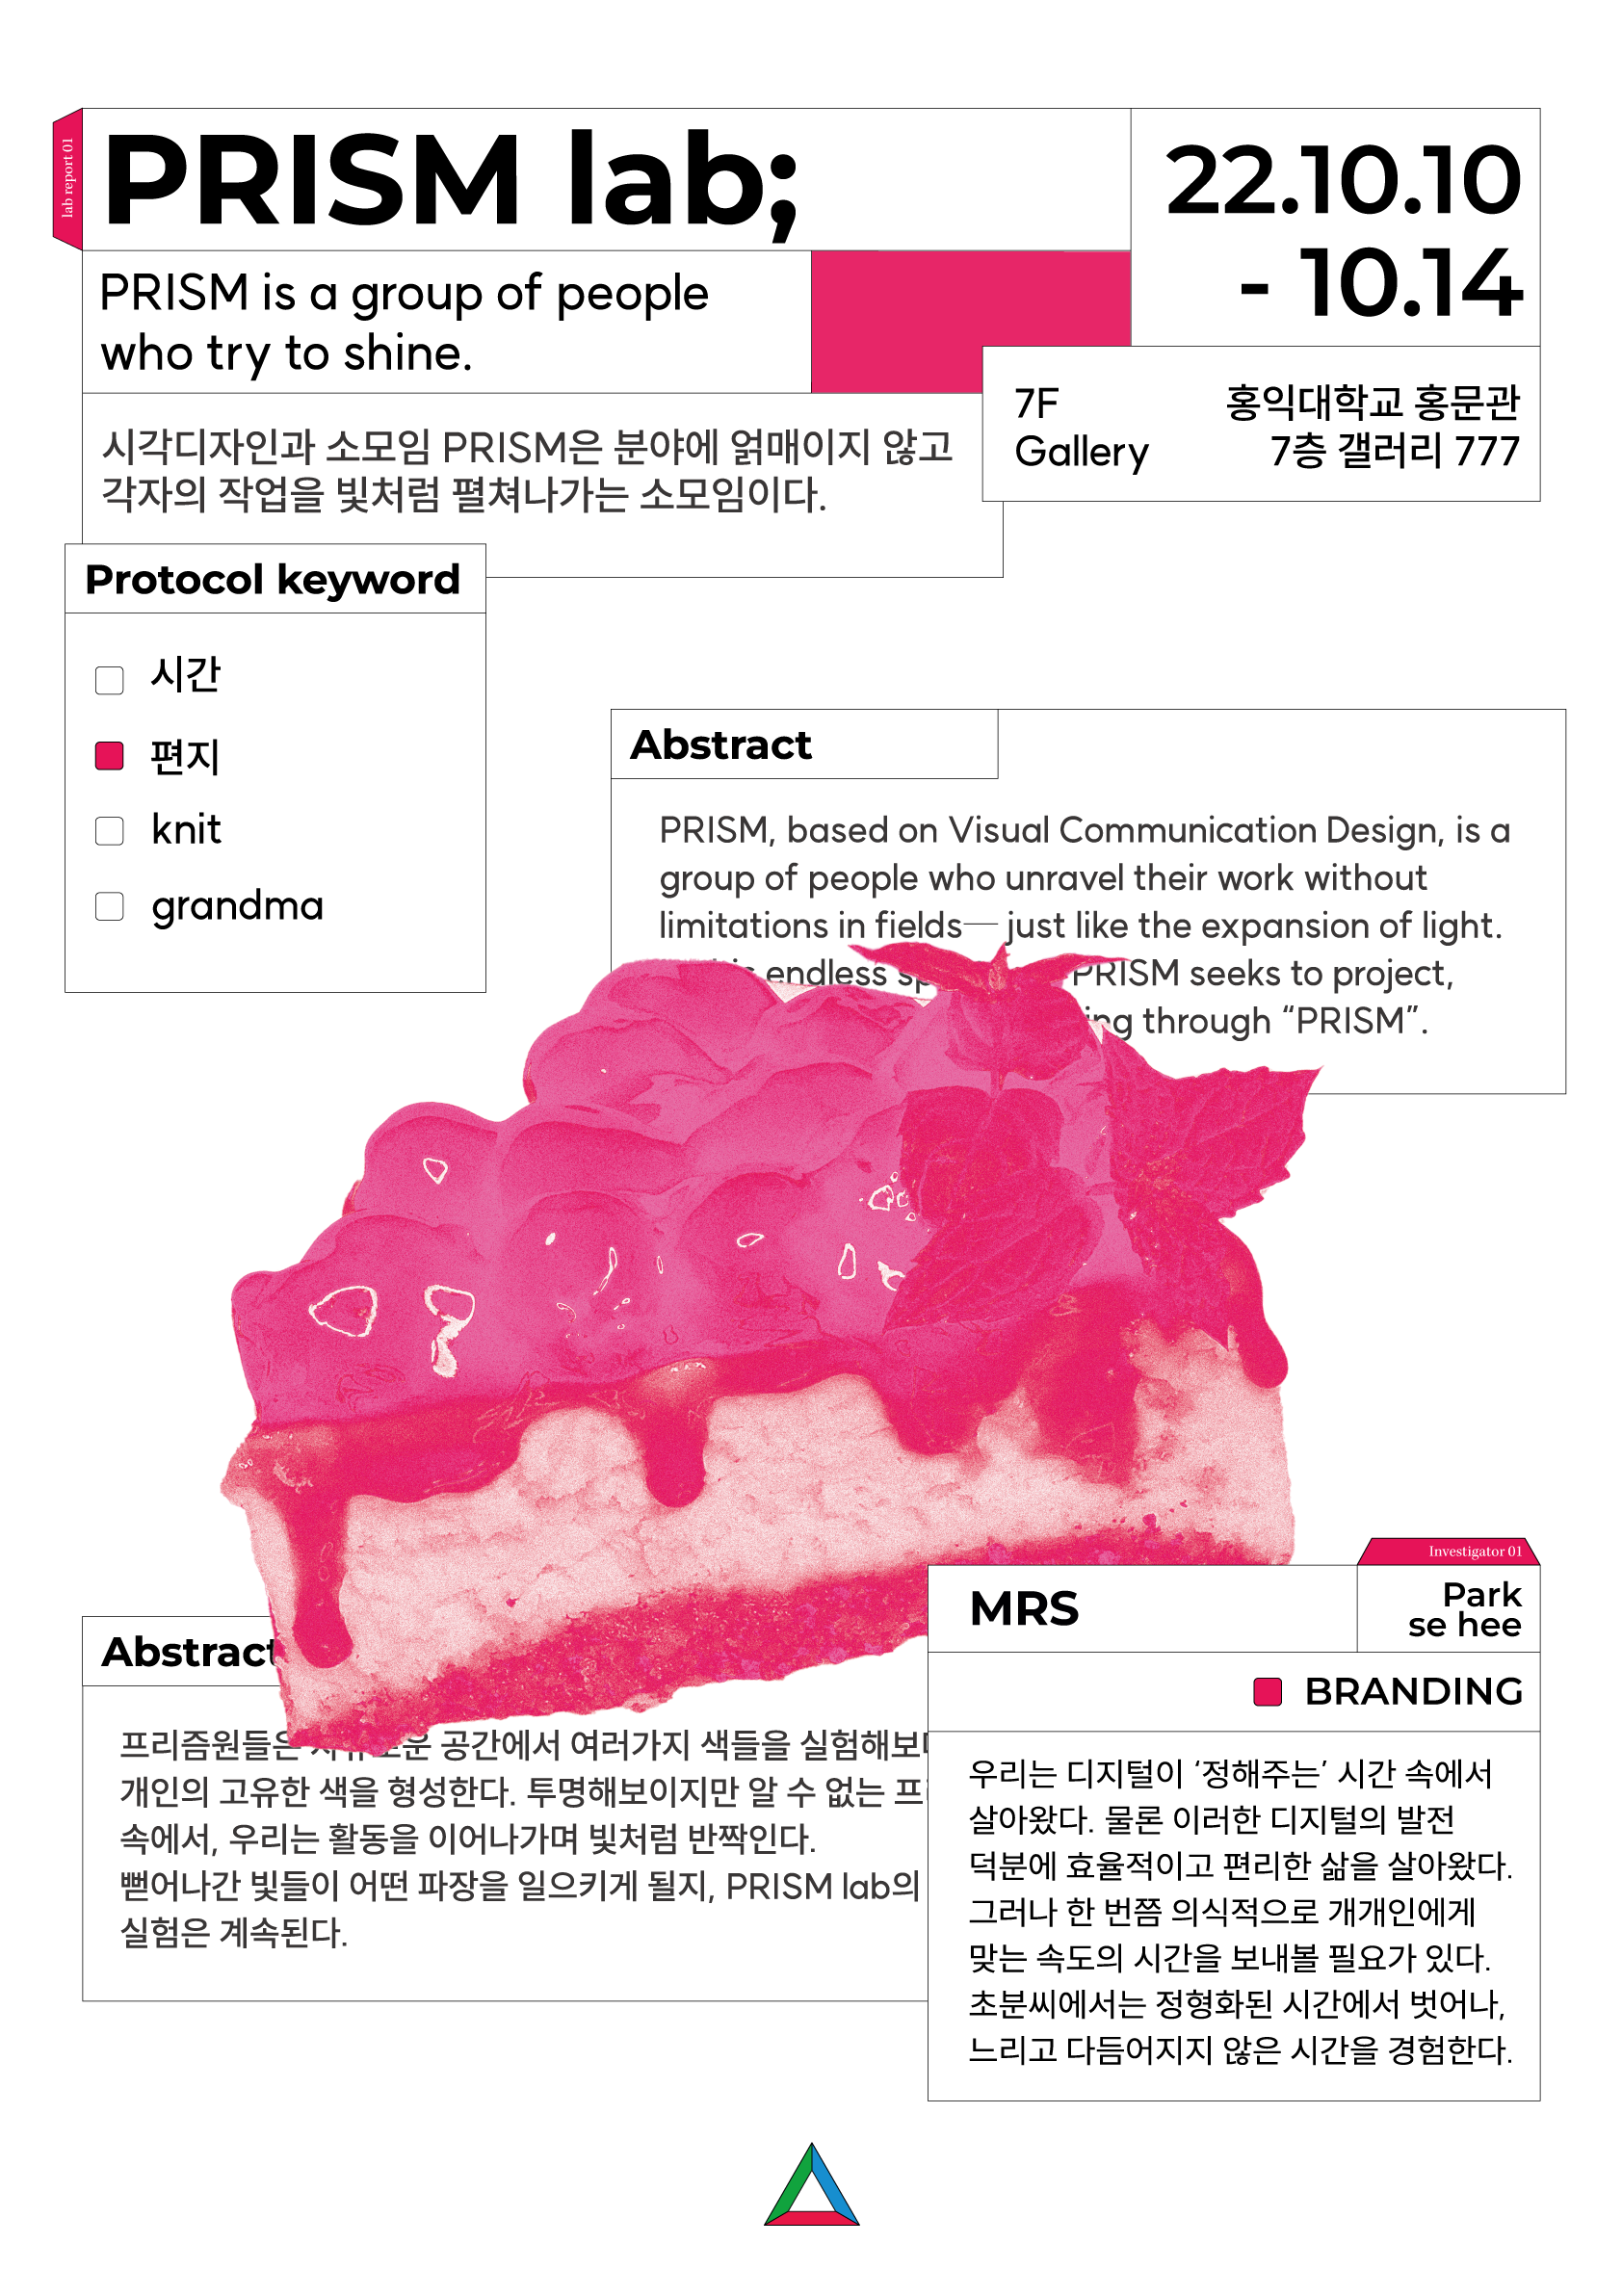 lab report 01
PRISM lab;
22.10.10
- 10.14
PRISM is a group of people
who try to shine.
7F
Gallery
홍익대학교 홍문관
7층 갤러리 777
시각디자인과 소모임 PRISM은 분야에 얽매이지 않고
각자의 작업을 빛처럼 펼쳐나가는 소모임이다.
Protocol keyword
시간
편지
knit
grandma
Abstract
PRISM, based on Visual Communication Design, is a
group of people who unravel their work without
limitations in fields— just like the expansion of light.
endless PRISM seeks to project,
through “PRISM”.
Investigator 01
MRS
Park
se hee
BRANDING
우리는 디지털이 ‘정해주는’ 시간 속에서
살아왔다. 물론 이러한 디지털의 발전
덕분에 효율적이고 편리한 삶을 살아왔다.
그러나 한 번쯤 의식적으로 개개인에게
맞는 속도의 시간을 보내볼 필요가 있다.
초분씨에서는 정형화된 시간에서 벗어나,
느리고 다듬어지지 않은 시간을 경험한다.
Abstract
프리즘원들은 공간에서 여러가지 색들을
개인의 고유한 색을 형성한다. 투명해보이지만 알 수 없는
속에서, 우리는 활동을 이어나가며 빛처럼 반짝인다.
뻗어나간 빛들이 어떤 파장을 일으키게 될지, PRISM lab의
실험은 계속된다.